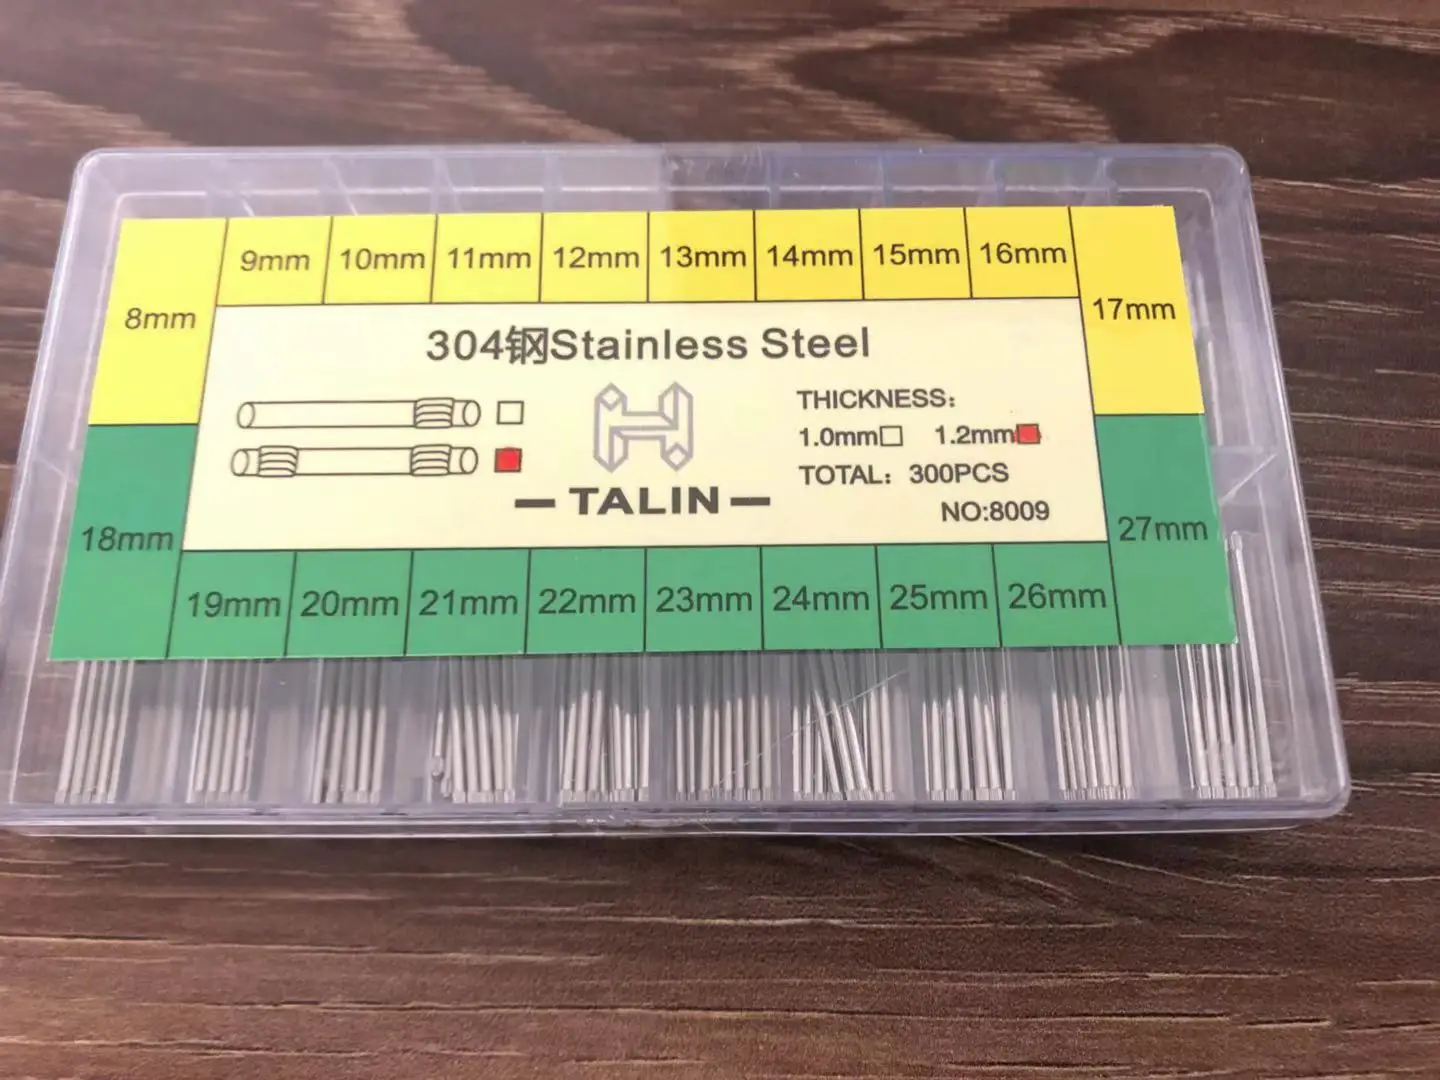 9mm 10mm 11mm 12mm 13mm 14mm 15mm 16mm
8mm 17mm
304钢Stainless Steel
THICKNESS:
1.0mm 1.2mm
TOTAL: 300PCS
TALIN
NO:8009
18mm 27mm
19mm 20mm 21mm 22mm 23mm 24mm 25mm 26mm